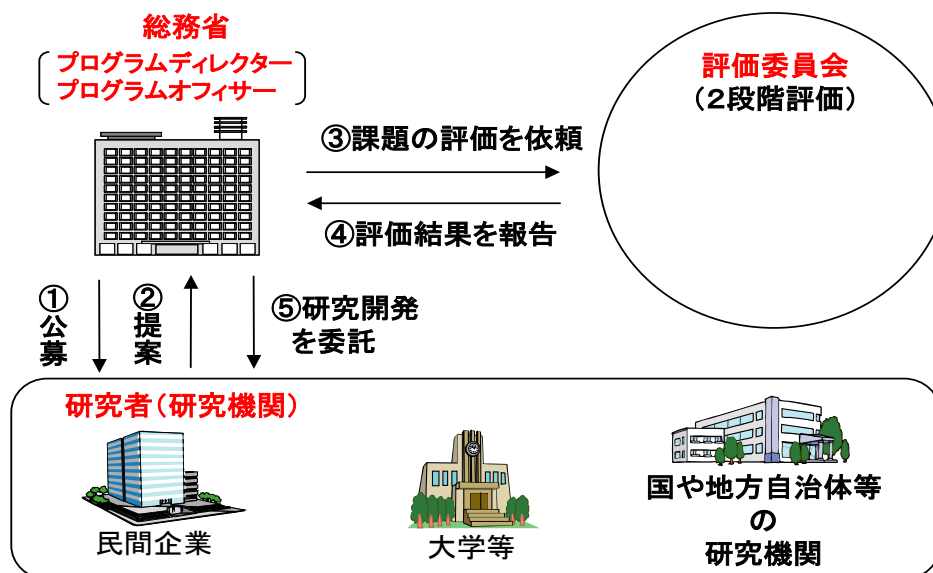 総務省
プログラムディレクター
プログラムオフィサー
評価委員会
(2段階評価)
③課題の評価を依頼
④評価結果を報告
①公募
②提案
⑤研究開発
を委託
研究者(研究機関)
民間企業
大学等
国や地方自治体等
の
研究機関